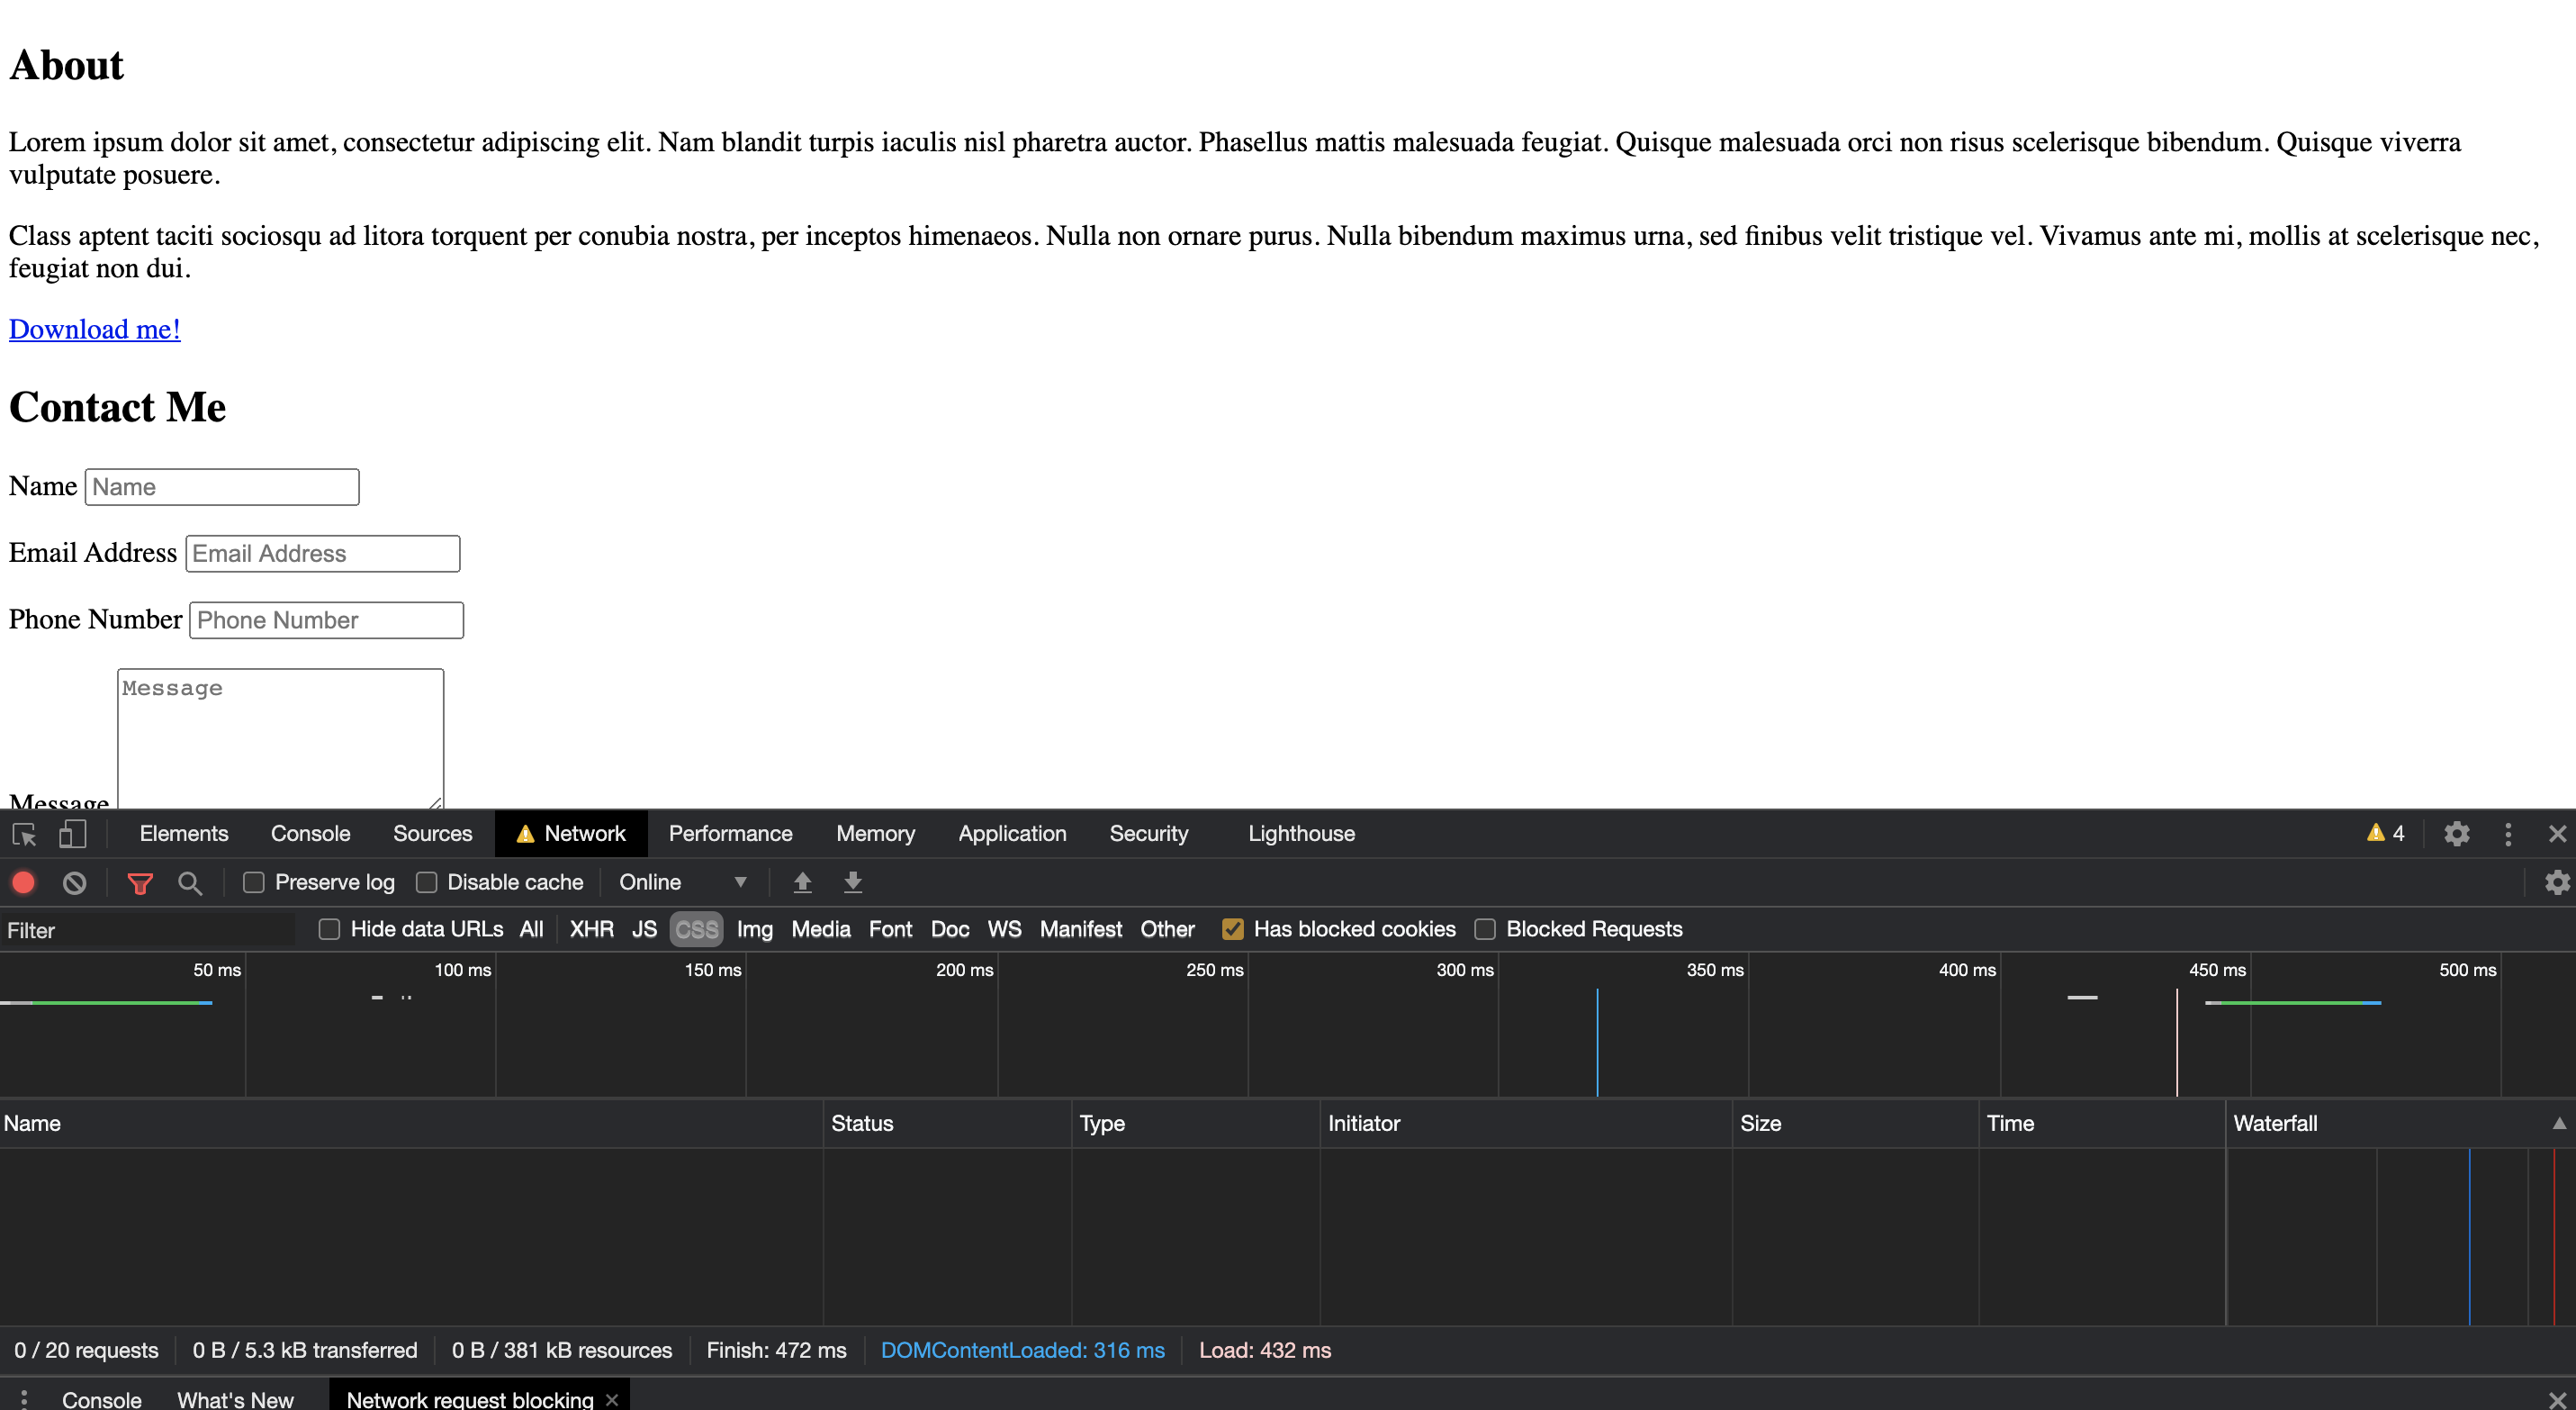 About
Lorem ipsum dolor sit amet, consectetur adipiscing elit. Nam blandit turpis iaculis nisl pharetra auctor. Phasellus mattis malesuada feugiat. Quisque malesuada orci non risus scelerisque bibendum. Quisque viverra
vulputate posuere.
Class aptent taciti sociosqu ad litora torquent per conubia nostra, per inceptos himenaeos. Nulla non ornare purus. Nulla bibendum maximus urna, sed finibus velit tristique vel. Vivamus ante mi, mollis at scelerisque nec,
feugiat non dui.
Download me!
Contact Me
Name Name
Email Address Email Address
Phone Number Phone Number
Message
Message
Elements Console Sources Network Performance Memory Application Security Lighthouse 4
Preserve log Disable cache Online
Filter Hide data URLs All XHR JS CSS Img Media Font Doc WS Manifest Other Has blocked cookies Blocked Requests
50 ms 100 ms 150 ms 200 ms 250 ms 300 ms 350 ms 400 ms 450 ms 500 ms
Name Status Type Initiator Size Time Waterfall
0 / 20 requests 0 B / 5.3 kB transferred 0 B / 381 kB resources Finish: 472 ms DOMContentLoaded: 316 ms Load: 432 ms
Console What's New Network request blocking